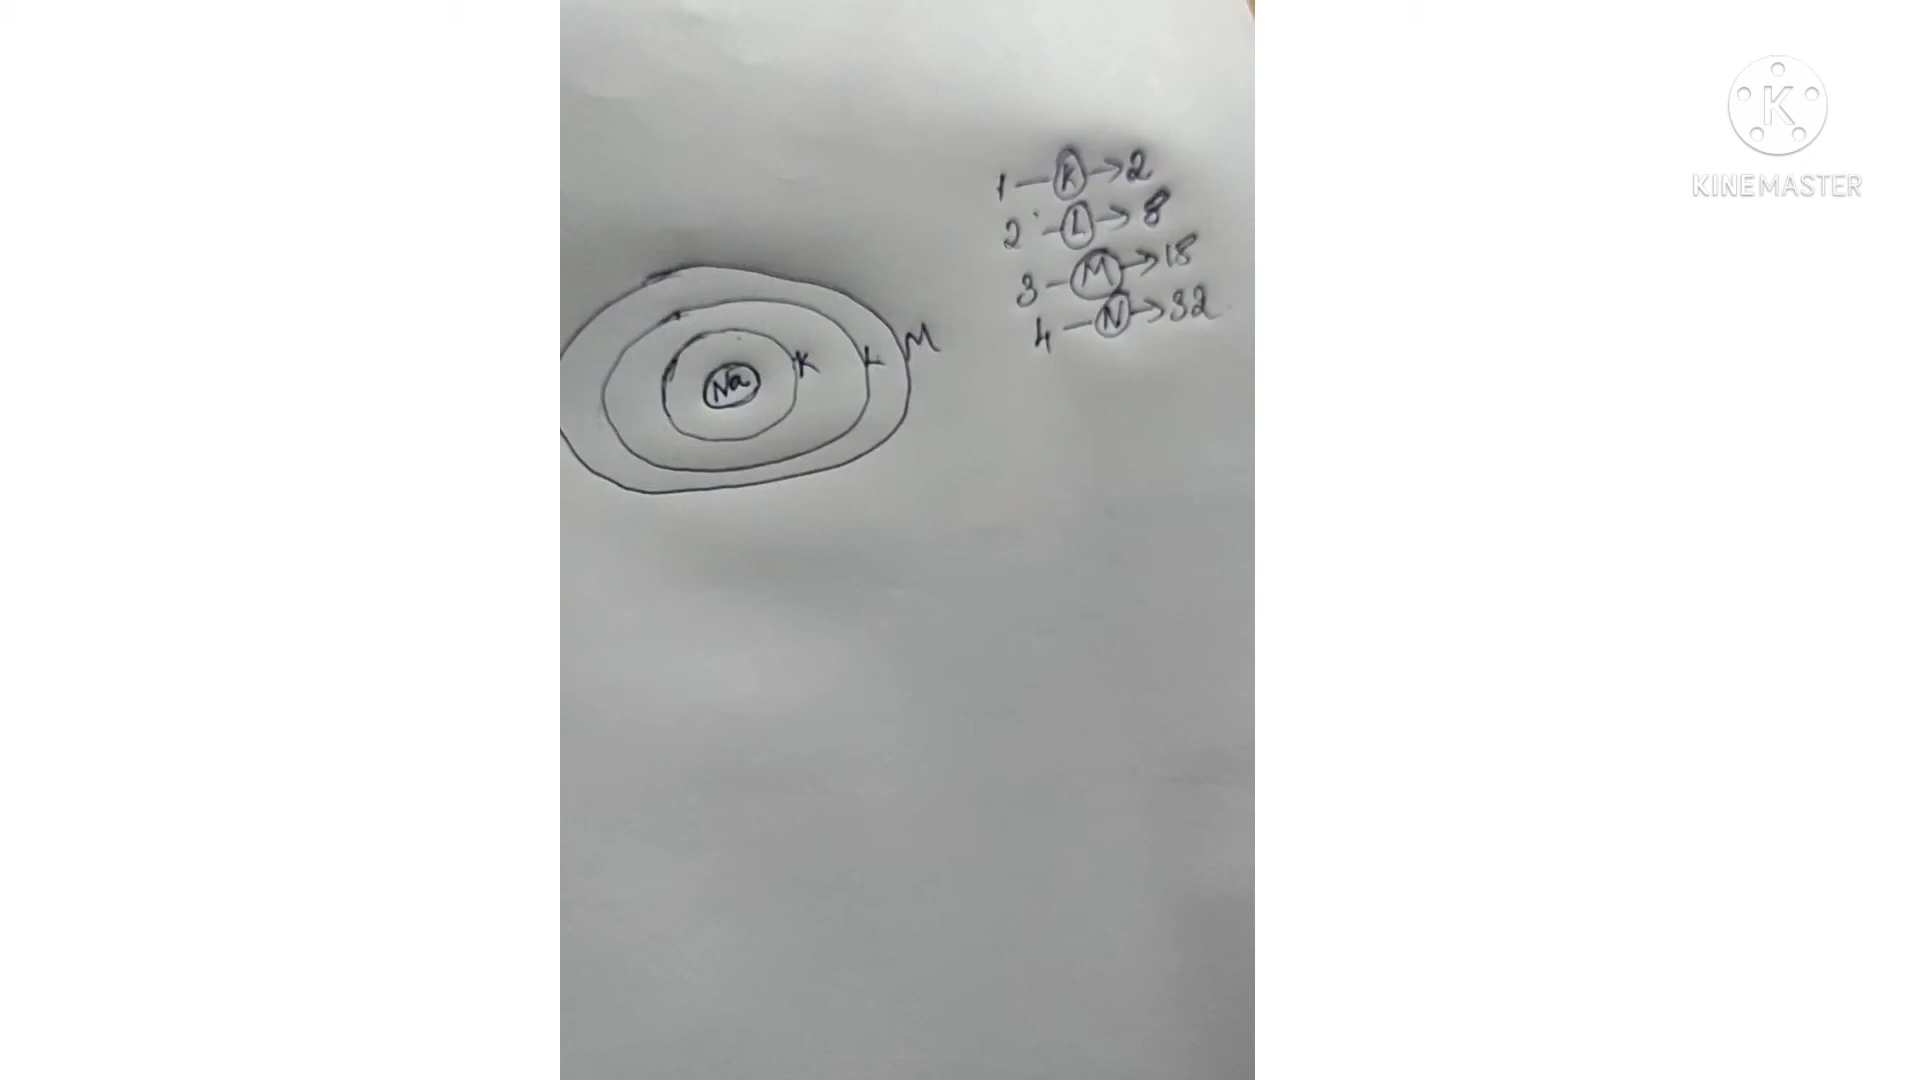 1 — K → 2
2 — L → 8
3 — M → 18
4 — N → 32
Na K L M
K
KINEMASTER